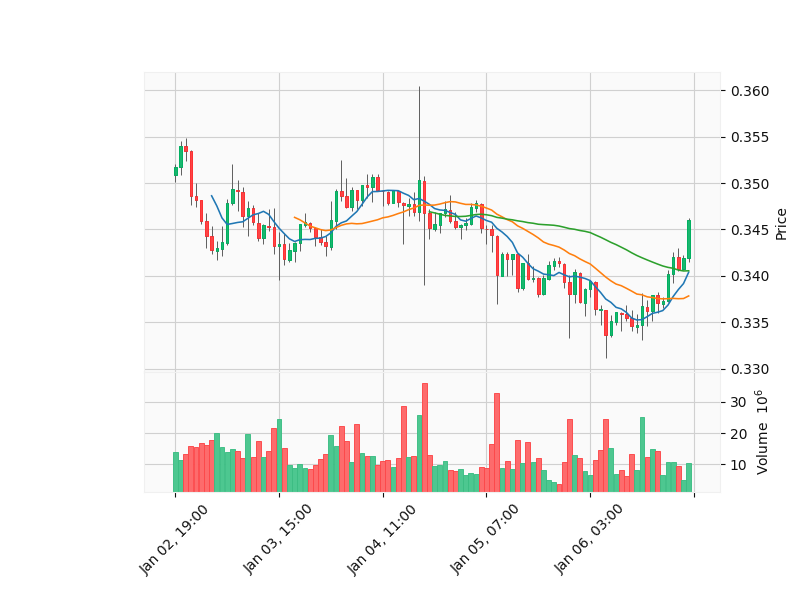 0.360
0.355
0.350
0.345
0.340
0.335
0.330
Price
30
20
10
Volume 10^6
Jan 02, 19:00
Jan 03, 15:00
Jan 04, 11:00
Jan 05, 07:00
Jan 06, 03:00